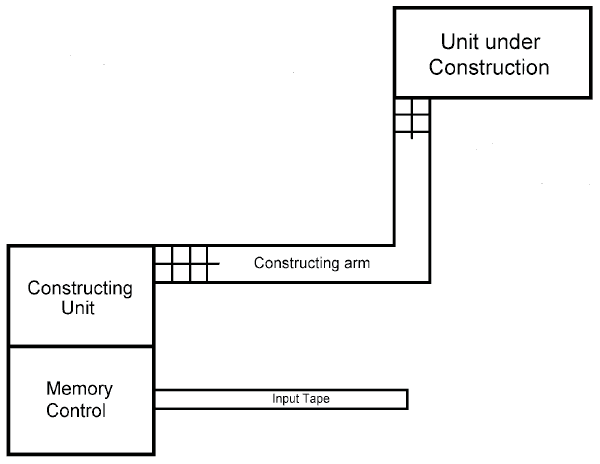 Unit under
Construction
Constructing arm
Constructing
Unit
Memory
Control
Input Tape